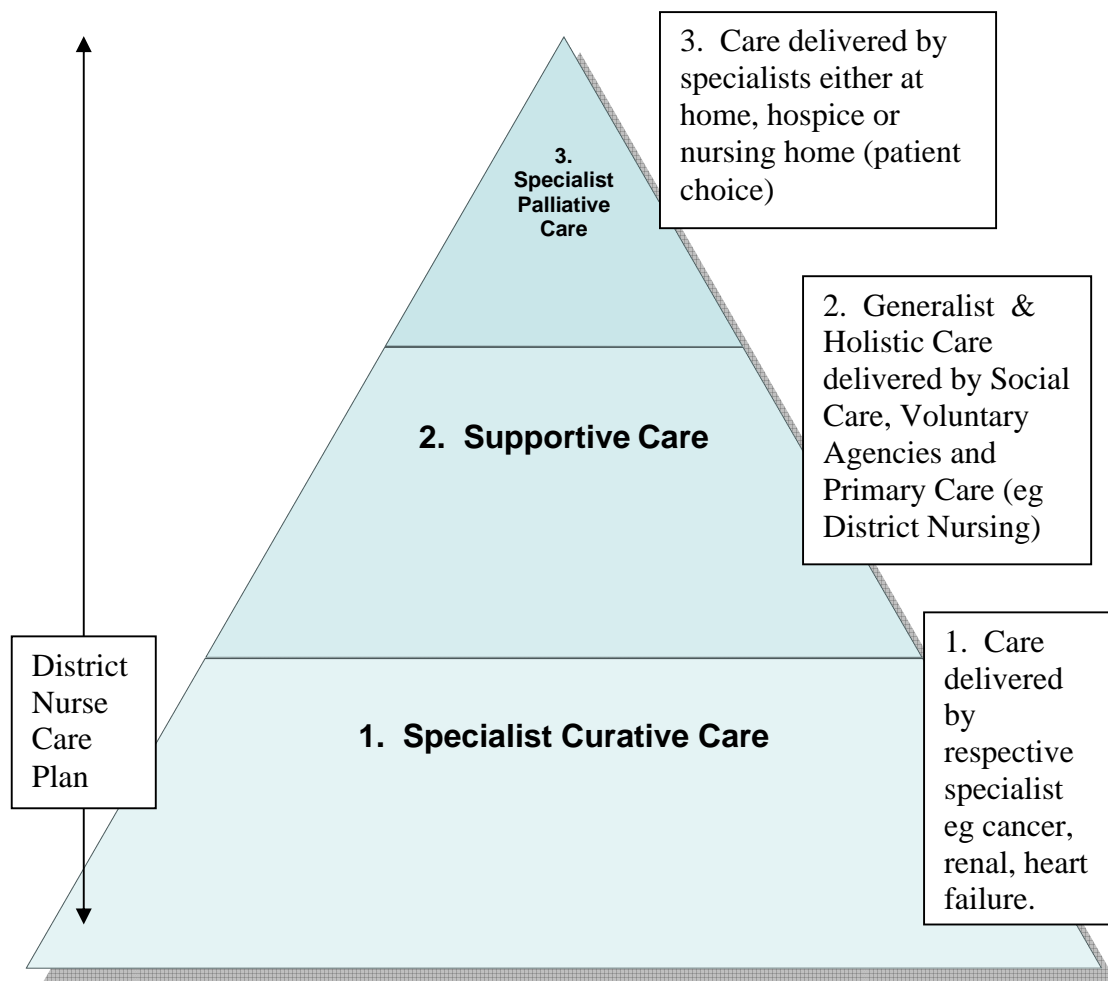 3. Care delivered by
specialists either at
home, hospice or
nursing home (patient
choice)
3.
Specialist
Palliative
Care
2. Generalist &
Holistic Care
delivered by Social
Care, Voluntary
Agencies and
Primary Care (eg
District Nursing)
2. Supportive Care
1. Care
delivered
by
respective
specialist
eg cancer,
renal, heart
failure.
District
Nurse
Care
Plan
1. Specialist Curative Care